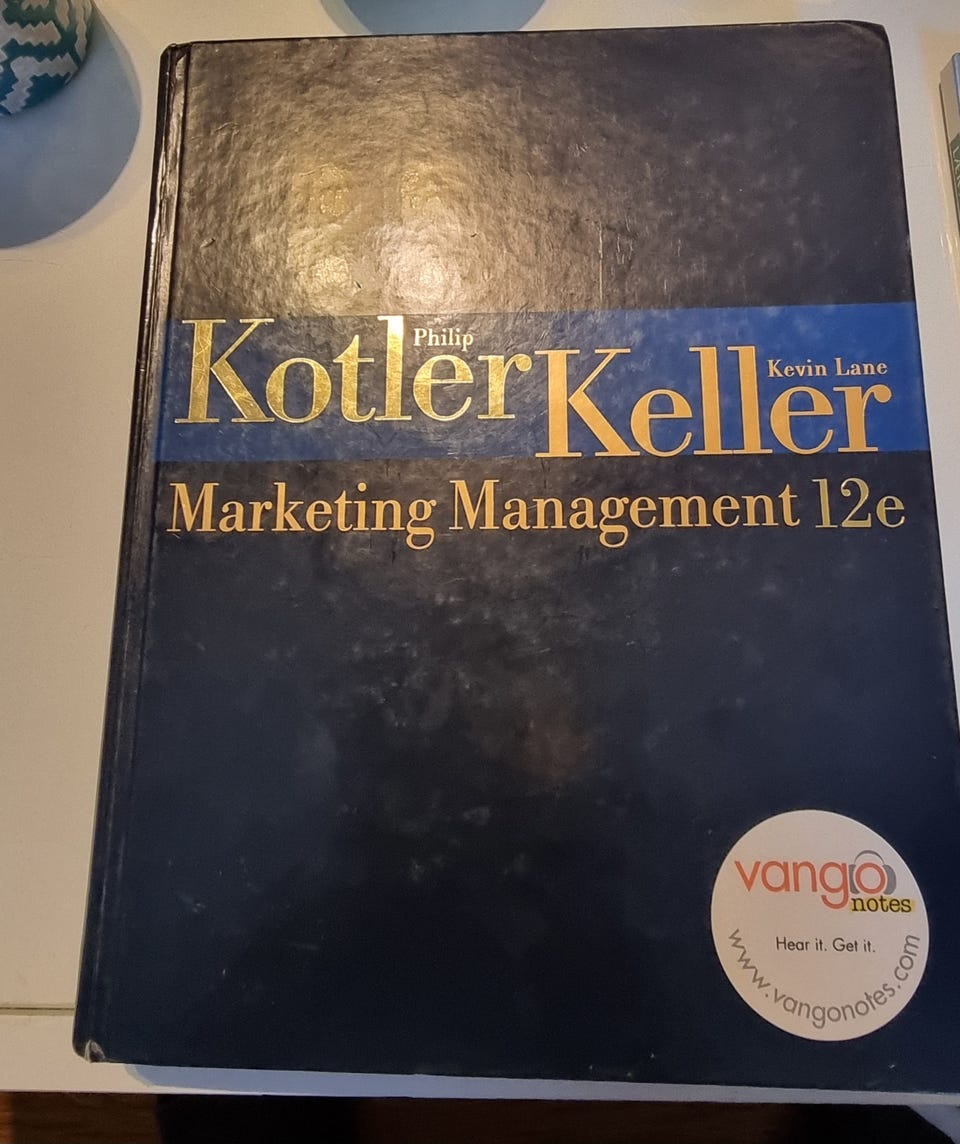 Philip
Kotler
Kevin Lane
Keller
Marketing Management 12e
vango
notes
Hear it. Get it.
www.vangonotes.com